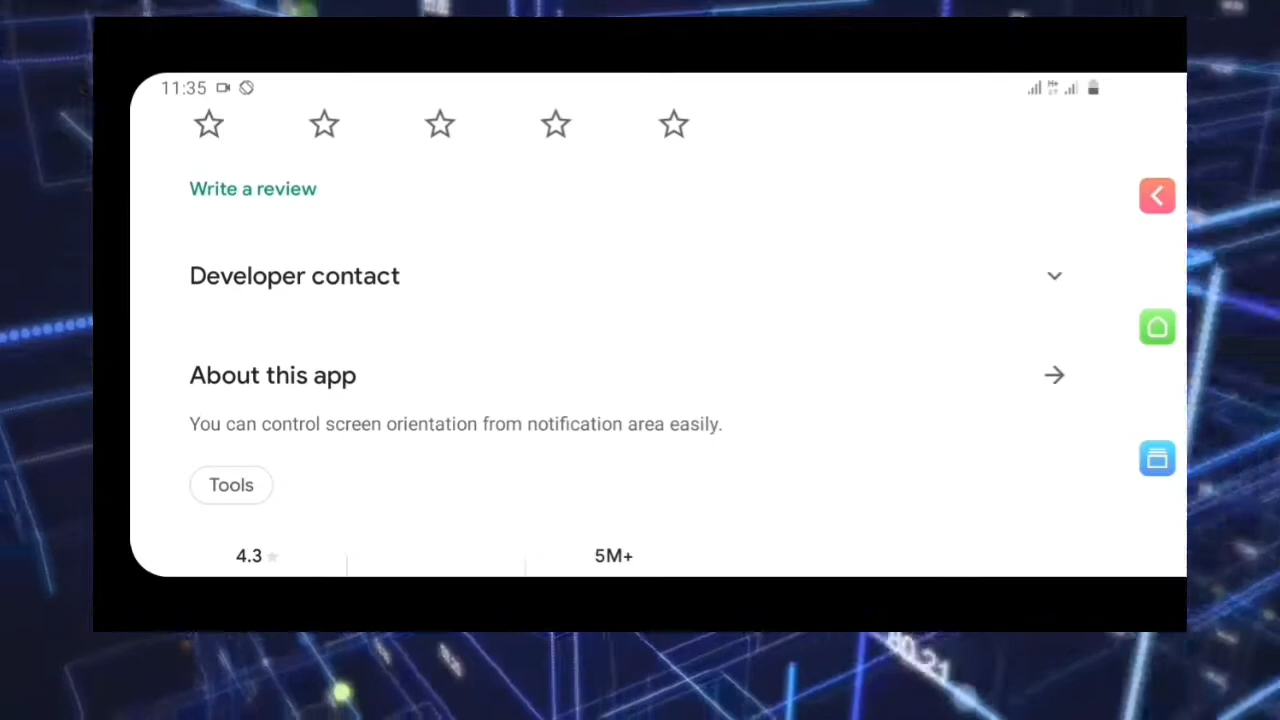 11:35
Write a review
Developer contact
About this app
You can control screen orientation from notification area easily.
Tools
4.3
5M+